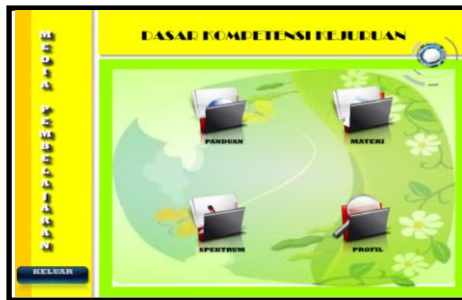 MEDIA PEMBELAJARAN
DASAR KOMPETENSI KEJURUAN
PANDUAN
MATERI
SPEKTRUM
PROFIL
KELUAR